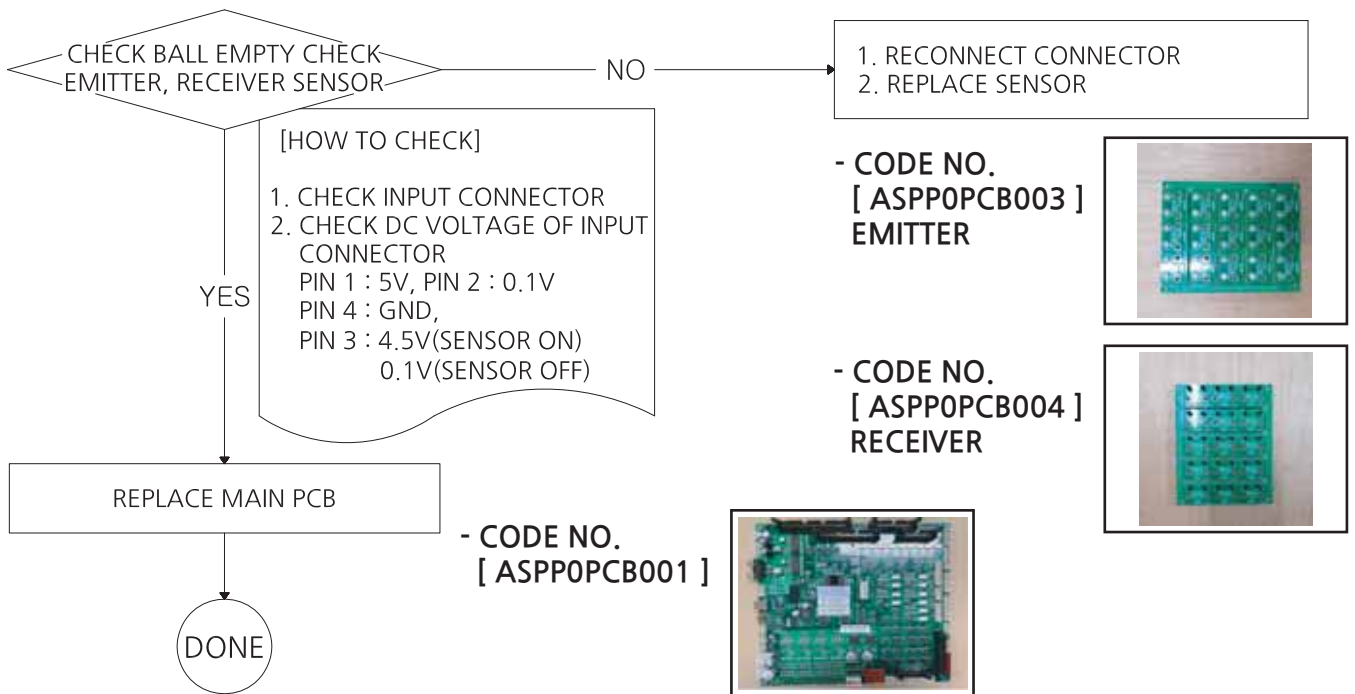 CHECK BALL EMPTY CHECK
EMITTER, RECEIVER SENSOR
NO
1. RECONNECT CONNECTOR
2. REPLACE SENSOR
[HOW TO CHECK]
1. CHECK INPUT CONNECTOR
2. CHECK DC VOLTAGE OF INPUT
CONNECTOR
PIN 1 : 5V, PIN 2 : 0.1V
PIN 4 : GND,
PIN 3 : 4.5V(SENSOR ON)
0.1V(SENSOR OFF)
YES
- CODE NO.
[ ASPP0PCB003 ]
EMITTER
- CODE NO.
[ ASPP0PCB004 ]
RECEIVER
REPLACE MAIN PCB
- CODE NO.
[ ASPP0PCB001 ]
DONE